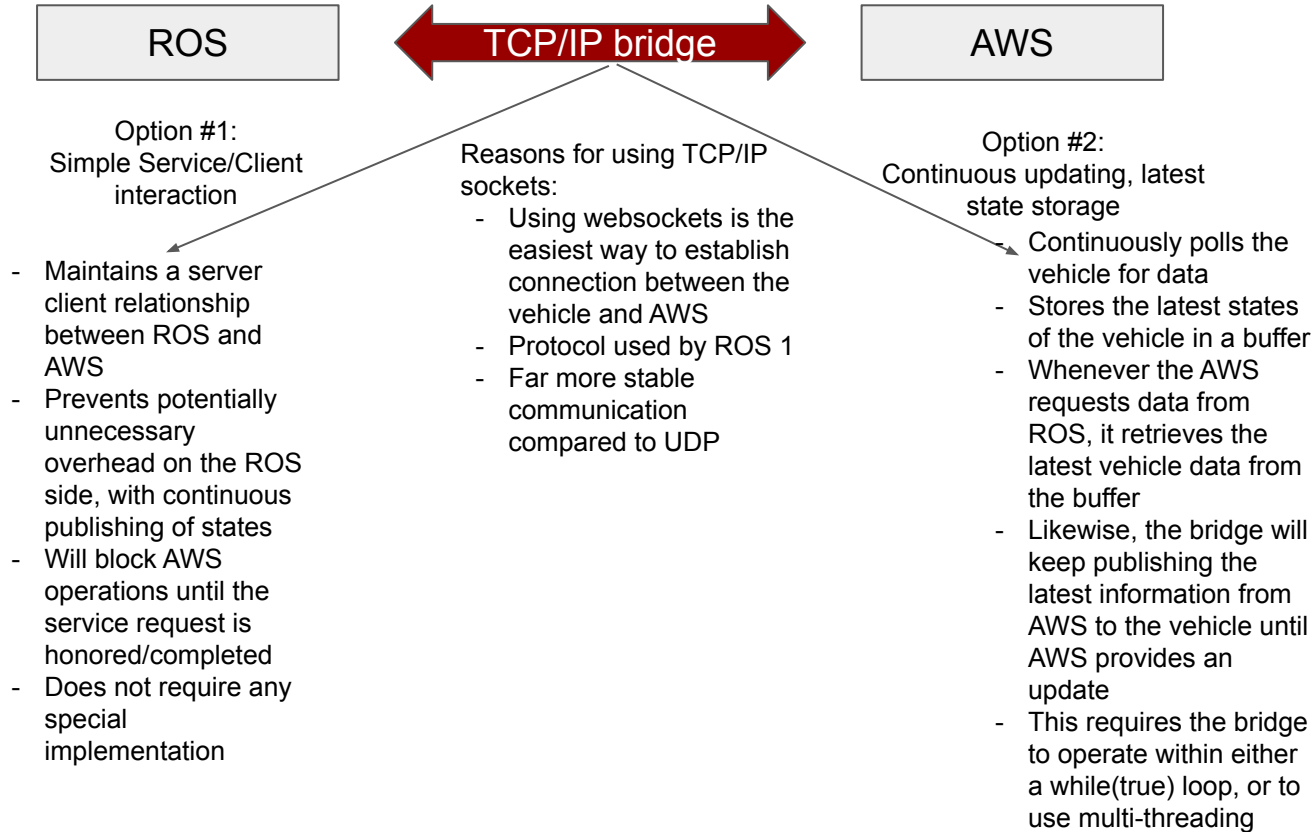 ROS
TCP/IP bridge
AWS
Option #1:
Simple Service/Client
interaction
- Maintains a server
client relationship
between ROS and
AWS
- Prevents potentially
unnecessary
overhead on the ROS
side, with continuous
publishing of states
- Will block AWS
operations until the
service request is
honored/completed
- Does not require any
special
implementation
Reasons for using TCP/IP
sockets:
- Using websockets is the
easiest way to establish
connection between the
vehicle and AWS
- Protocol used by ROS 1
- Far more stable
communication
compared to UDP
Option #2:
Continuous updating, latest
state storage
- Continuously polls the
vehicle for data
- Stores the latest states
of the vehicle in a buffer
- Whenever the AWS
requests data from
ROS, it retrieves the
latest vehicle data from
the buffer
- Likewise, the bridge will
keep publishing the
latest information from
AWS to the vehicle until
AWS provides an
update
- This requires the bridge
to operate within either
a while(true) loop, or to
use multi-threading